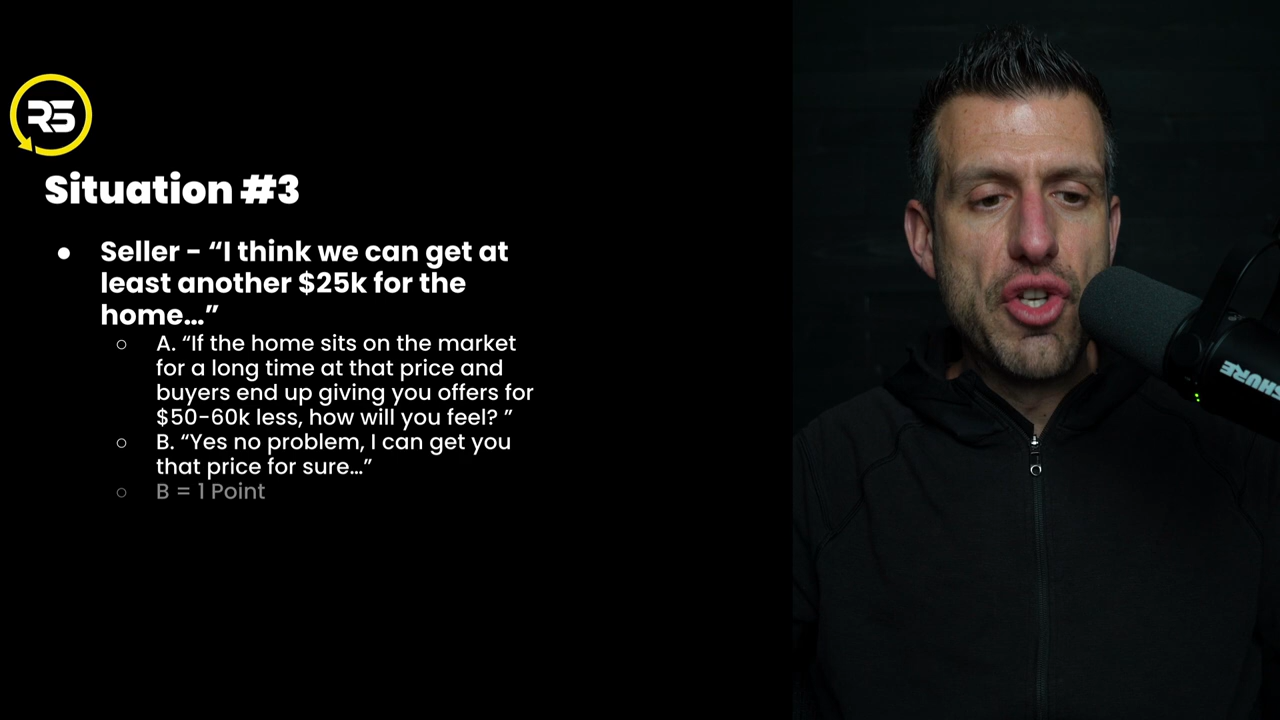 R5
Situation #3
● Seller - “I think we can get at
least another $25k for the
home...”
○ A. “If the home sits on the market
for a long time at that price and
buyers end up giving you offers for
$50-60k less, how will you feel? ”
○ B. “Yes no problem, I can get you
that price for sure...”
○ B = 1 Point
SHURE